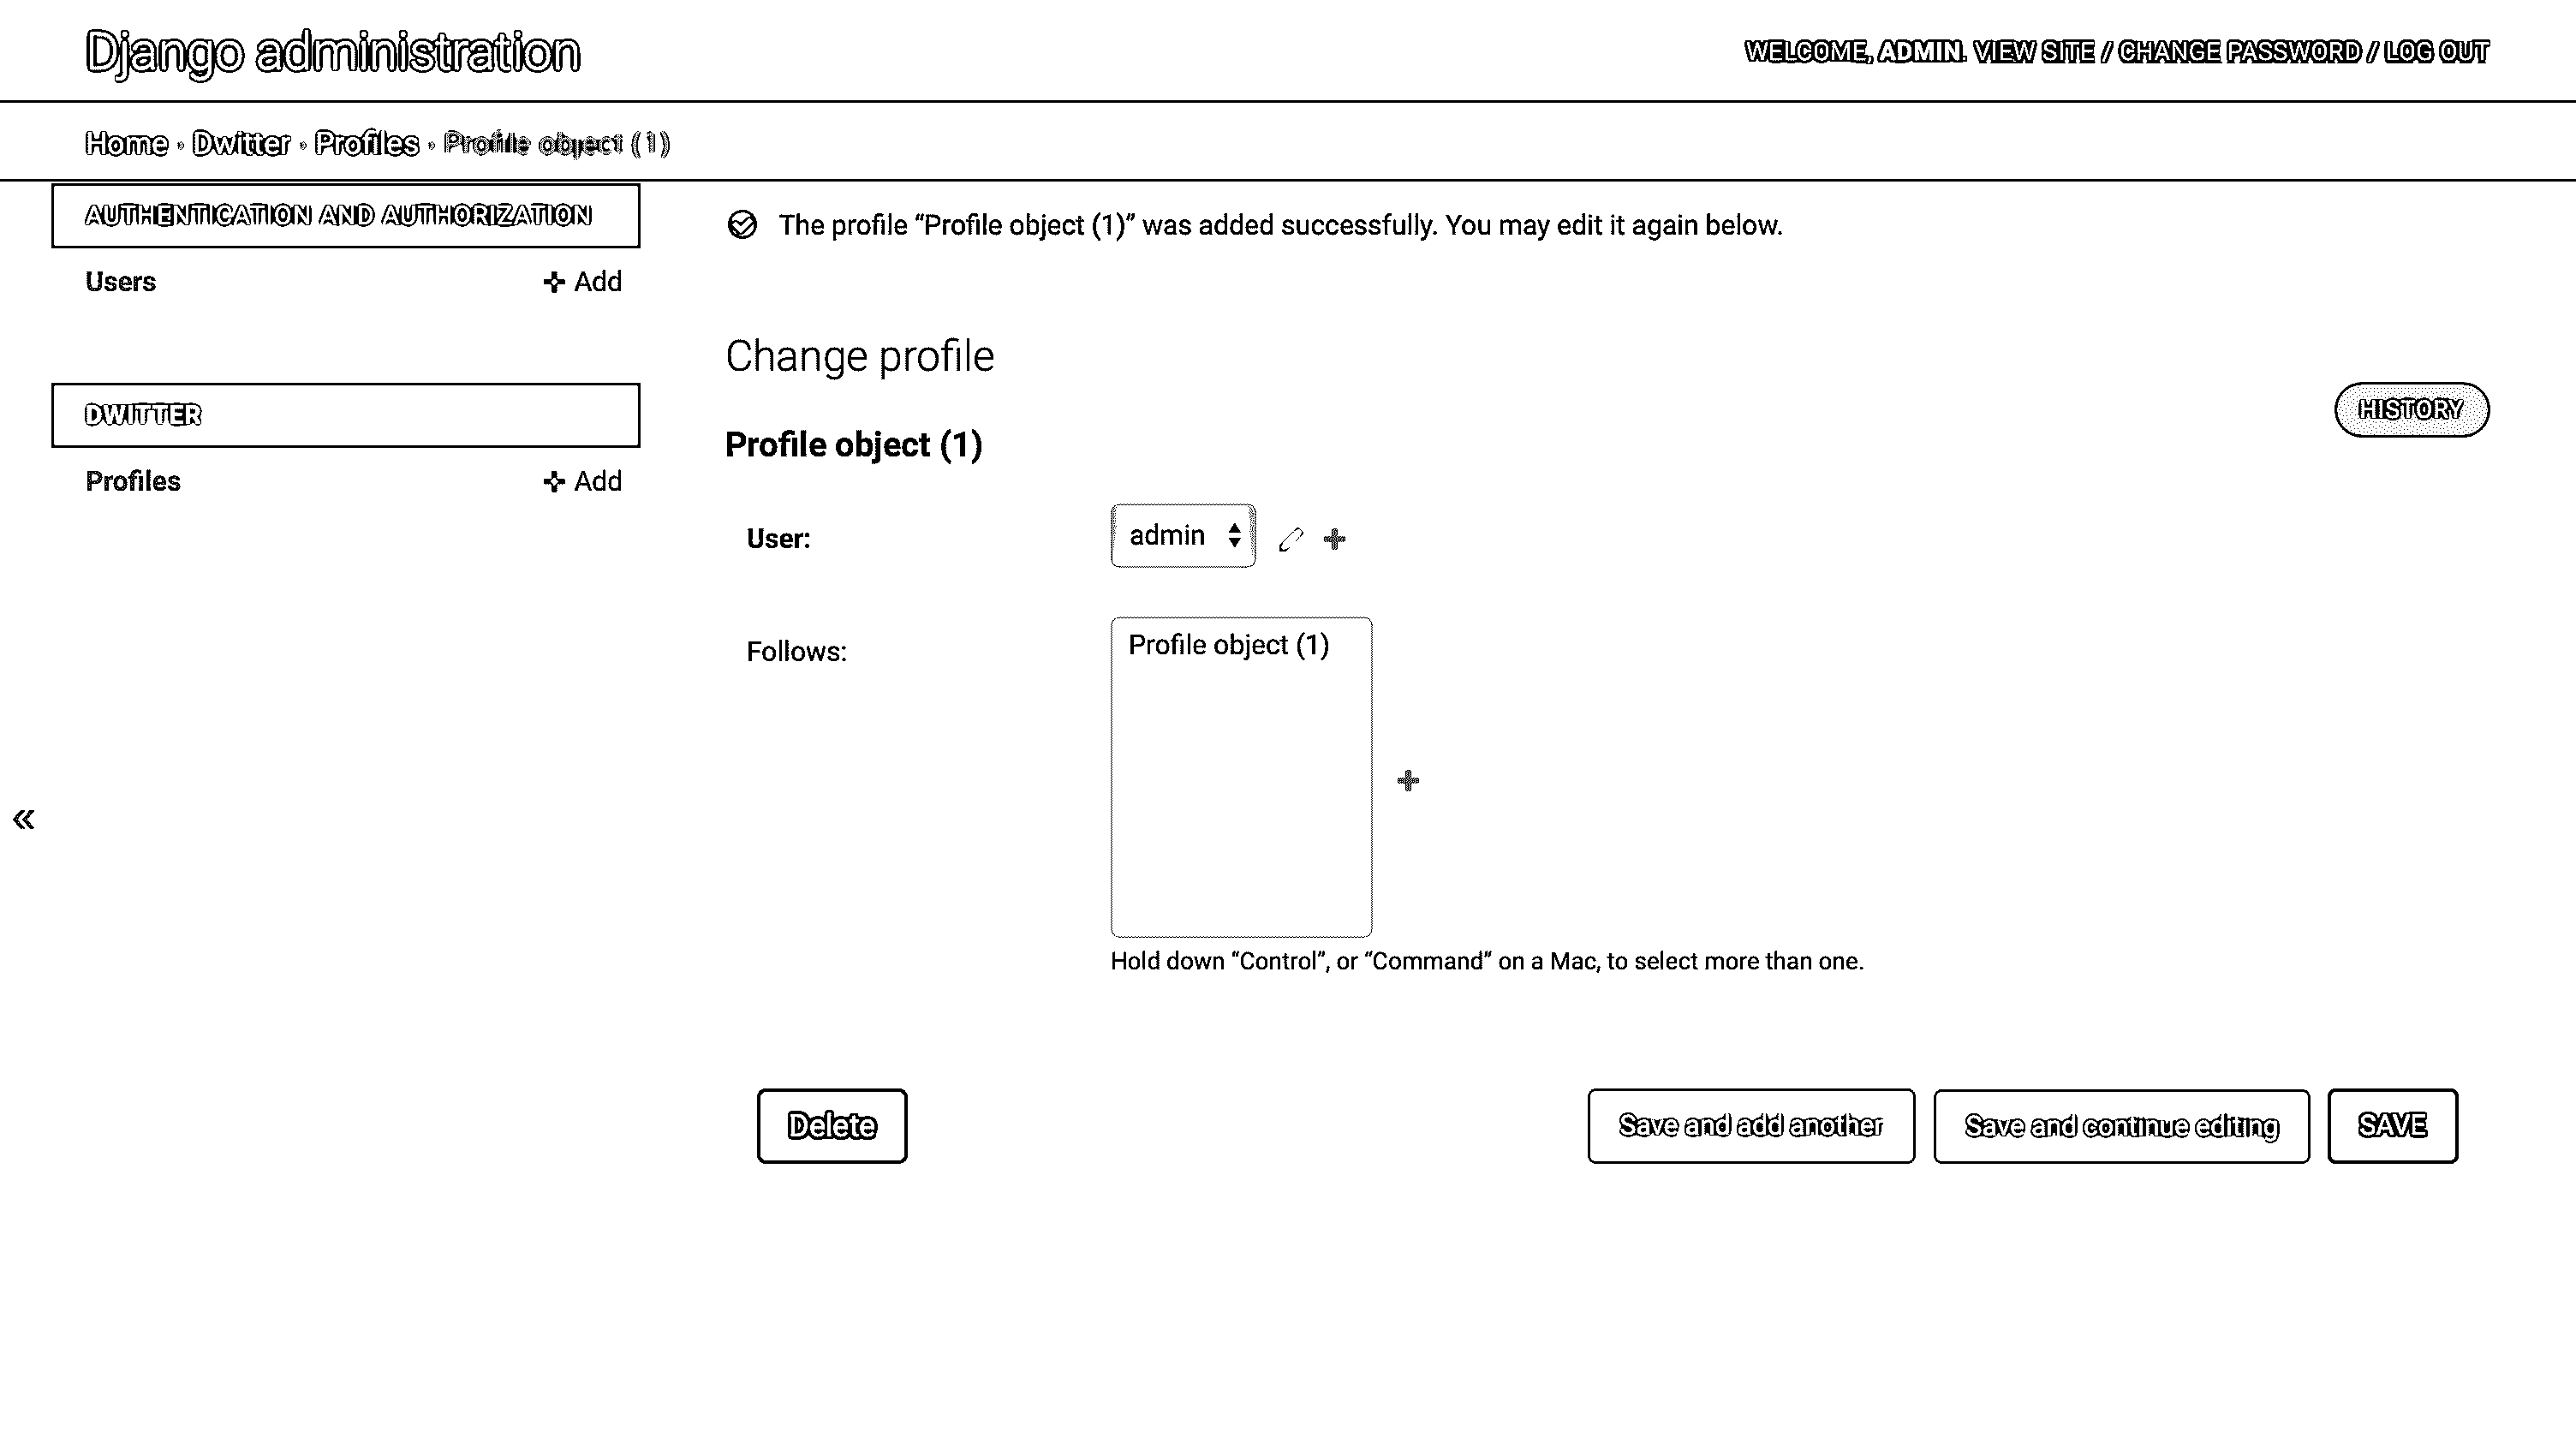 Django administration
WELCOME, ADMIN. VIEW SITE / CHANGE PASSWORD / LOG OUT
Home › Dwitter › Profiles › Profile object (1)
AUTHENTICATION AND AUTHORIZATION
Users + Add
DWITTER
Profiles + Add
«
The profile “Profile object (1)” was added successfully. You may edit it again below.
Change profile
HISTORY
Profile object (1)
User: admin
Follows: Profile object (1)
Hold down “Control”, or “Command” on a Mac, to select more than one.
Delete
Save and add another
Save and continue editing
SAVE